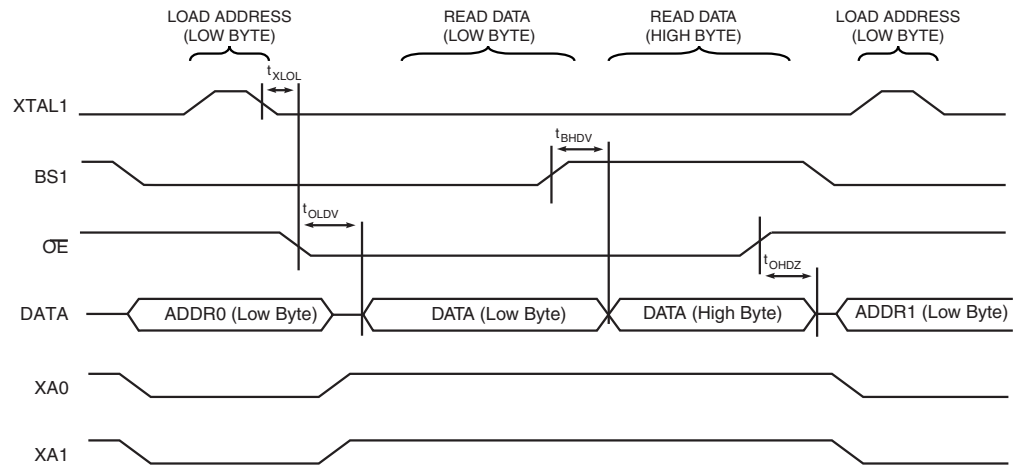 LOAD ADDRESS
(LOW BYTE)
READ DATA
(LOW BYTE)
READ DATA
(HIGH BYTE)
LOAD ADDRESS
(LOW BYTE)
tXLOL
XTAL1
tBHDV
BS1
tOLDV
OE
tOHDZ
DATA
ADDR0 (Low Byte)
DATA (Low Byte)
DATA (High Byte)
ADDR1 (Low Byte)
XA0
XA1